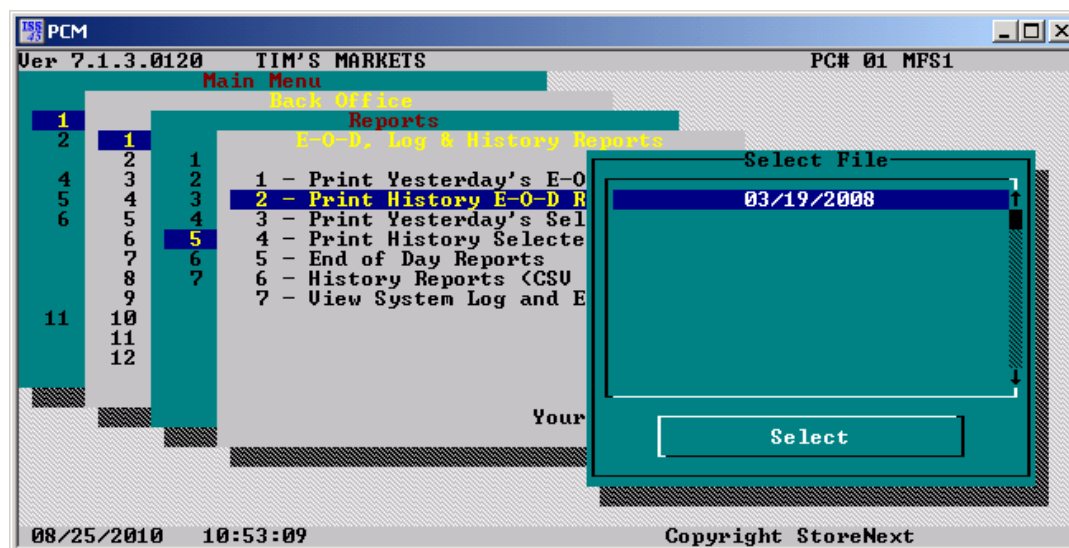 ISS 45 PCM
Ver 7.1.3.0120 TIM'S MARKETS PC# 01 MFS1
Main Menu
Back Office
1 Reports
2 1 E-O-D, Log & History Reports
2 1 Select File
4 3 2 1 - Print Yesterday's E-O
5 4 3 2 - Print History E-O-D R 03/19/2008
6 5 4 3 - Print Yesterday's Sel
6 5 4 - Print History Selecte
7 6 5 - End of Day Reports
8 7 6 - History Reports (CSV
9 7 - View System Log and E
11 10
11
12
Your
Select
08/25/2010 10:53:09 Copyright StoreNext